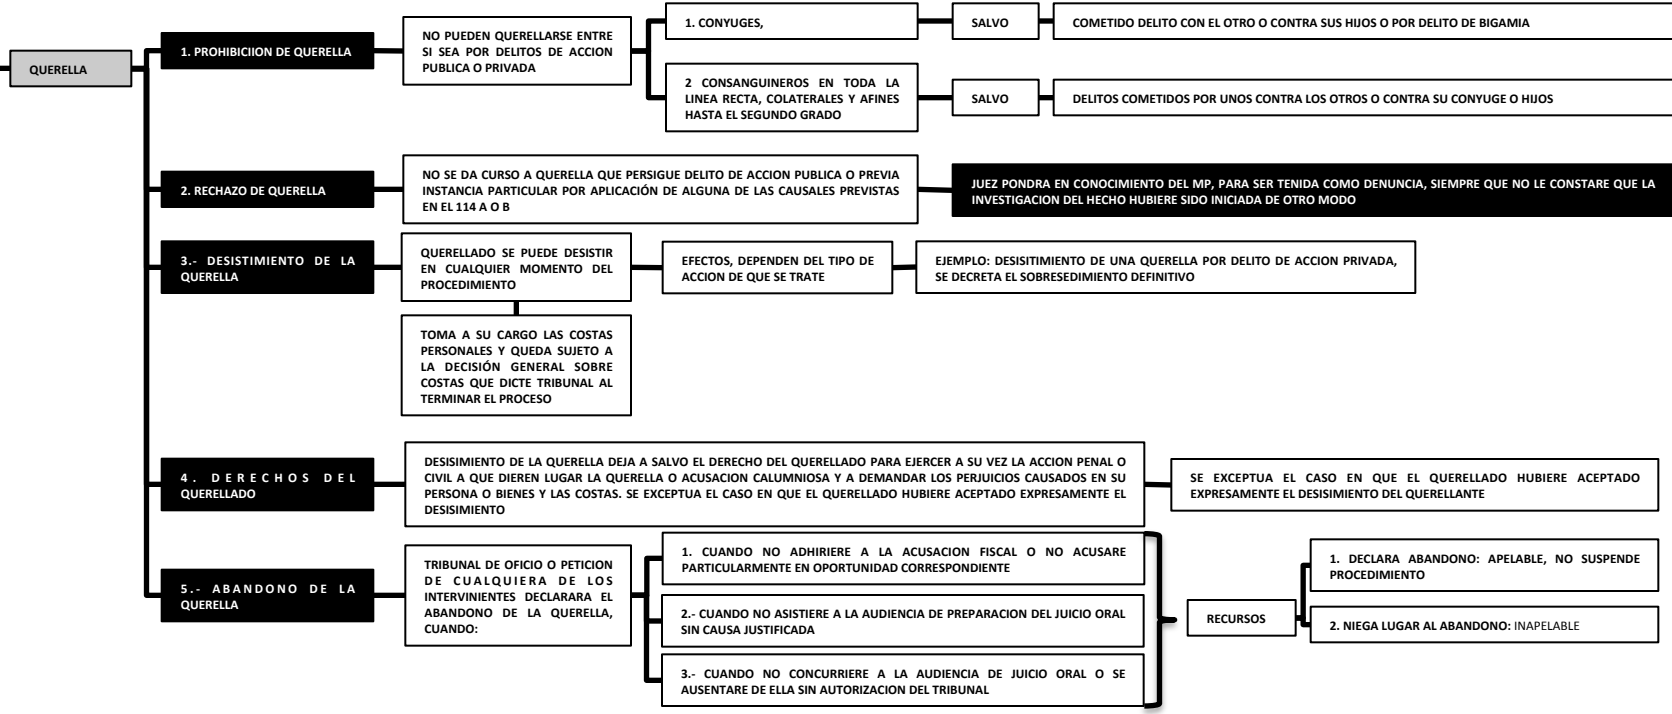 QUERELLA
1. PROHIBICIION DE QUERELLA
NO PUEDEN QUERELLARSE ENTRE
SI SEA POR DELITOS DE ACCION
PUBLICA O PRIVADA
1. CONYUGES,
SALVO
COMETIDO DELITO CON EL OTRO O CONTRA SUS HIJOS O POR DELITO DE BIGAMIA
2 CONSANGUINEROS EN TODA LA
LINEA RECTA, COLATERALES Y AFINES
HASTA EL SEGUNDO GRADO
SALVO
DELITOS COMETIDOS POR UNOS CONTRA LOS OTROS O CONTRA SU CONYUGE O HIJOS
2. RECHAZO DE QUERELLA
NO SE DA CURSO A QUERELLA QUE PERSIGUE DELITO DE ACCION PUBLICA O PREVIA
INSTANCIA PARTICULAR POR APLICACIÓN DE ALGUNA DE LAS CAUSALES PREVISTAS
EN EL 114 A O B
JUEZ PONDRA EN CONOCIMIENTO DEL MP, PARA SER TENIDA COMO DENUNCIA, SIEMPRE QUE NO LE CONSTARE QUE LA
INVESTIGACION DEL HECHO HUBIERE SIDO INICIADA DE OTRO MODO
3.- DESISTIMIENTO DE LA
QUERELLA
QUERELLADO SE PUEDE DESISTIR
EN CUALQUIER MOMENTO DEL
PROCEDIMIENTO
EFECTOS, DEPENDEN DEL TIPO DE
ACCION DE QUE SE TRATE
EJEMPLO: DESISITIMIENTO DE UNA QUERELLA POR DELITO DE ACCION PRIVADA,
SE DECRETA EL SOBRESEDIMIENTO DEFINITIVO
TOMA A SU CARGO LAS COSTAS
PERSONALES Y QUEDA SUJETO A
LA DECISIÓN GENERAL SOBRE
COSTAS QUE DICTE TRIBUNAL AL
TERMINAR EL PROCESO
4. DERECHOS DEL
QUERELLADO
DESISIMIENTO DE LA QUERELLA DEJA A SALVO EL DERECHO DEL QUERELLADO PARA EJERCER A SU VEZ LA ACCION PENAL O
CIVIL A QUE DIEREN LUGAR LA QUERELLA O ACUSACION CALUMNIOSA Y A DEMANDAR LOS PERJUICIOS CAUSADOS EN SU
PERSONA O BIENES Y LAS COSTAS. SE EXCEPTUA EL CASO EN QUE EL QUERELLADO HUBIERE ACEPTADO EXPRESAMENTE EL
DESISIMIENTO
SE EXCEPTUA EL CASO EN QUE EL QUERELLADO HUBIERE ACEPTADO
EXPRESAMENTE EL DESISIMIENTO DEL QUERELLANTE
5.- ABANDONO DE LA
QUERELLA
TRIBUNAL DE OFICIO O PETICION
DE CUALQUIERA DE LOS
INTERVINIENTES DECLARARA EL
ABANDONO DE LA QUERELLA,
CUANDO:
1. CUANDO NO ADHIRIERE A LA ACUSACION FISCAL O NO ACUSARE
PARTICULARMENTE EN OPORTUNIDAD CORRESPONDIENTE
2.- CUANDO NO ASISTIERE A LA AUDIENCIA DE PREPARACION DEL JUICIO ORAL
SIN CAUSA JUSTIFICADA
3.- CUANDO NO CONCURRIERE A LA AUDIENCIA DE JUICIO ORAL O SE
AUSENTARE DE ELLA SIN AUTORIZACION DEL TRIBUNAL
RECURSOS
1. DECLARA ABANDONO: APELABLE, NO SUSPENDE
PROCEDIMIENTO
2. NIEGA LUGAR AL ABANDONO: INAPELABLE